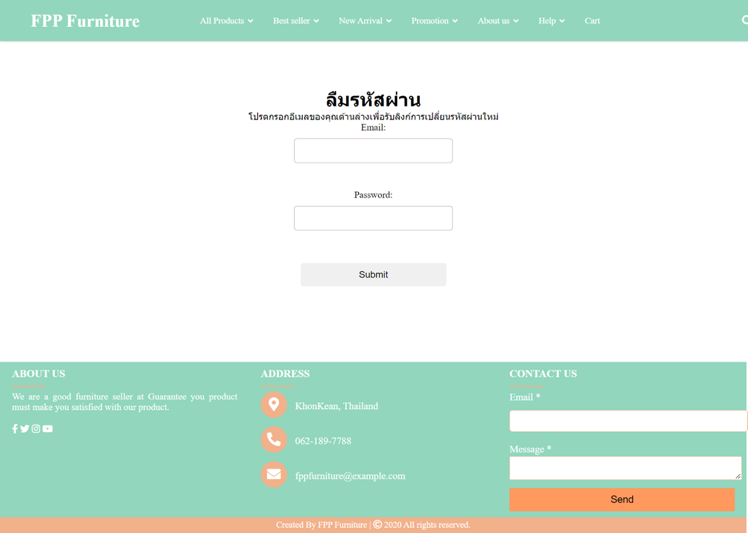 FPP Furniture
All Products Best seller New Arrival Promotion About us Help Cart
ลืมรหัสผ่าน
โปรดกรอกอีเมลของคุณด้านล่างเพื่อรับลิงก์การเปลี่ยนรหัสผ่านใหม่
Email:
Password:
Submit
ABOUT US
We are a good furniture seller at Guarantee you product
must make you satisfied with our product.
ADDRESS
KhonKean, Thailand
062-189-7788
fppfurniture@example.com
CONTACT US
Email *
Message *
Send
Created By FPP Furniture | © 2020 All rights reserved.